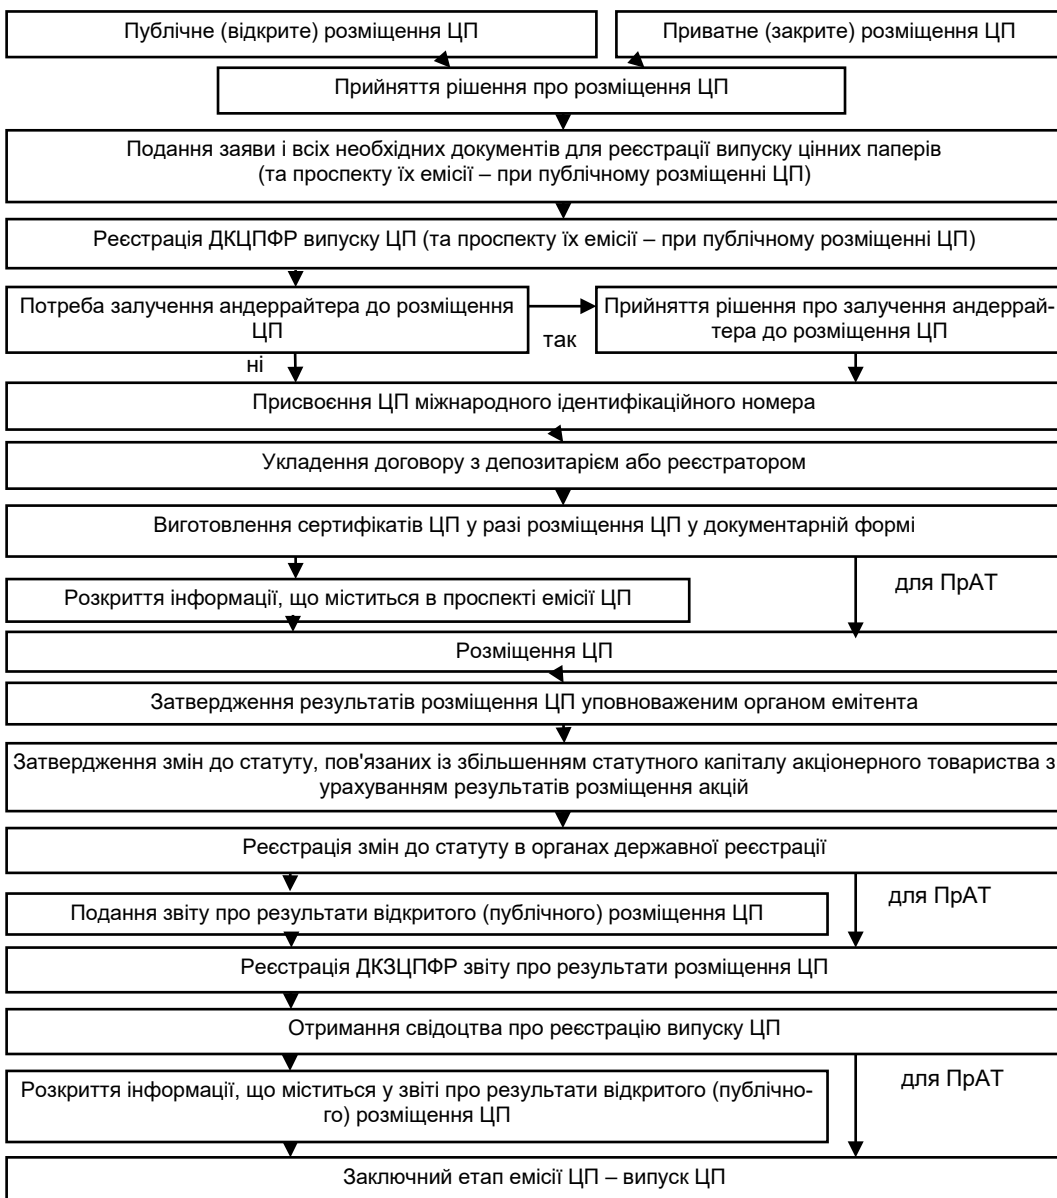 Публічне (відкрите) розміщення ЦП
Приватне (закрите) розміщення ЦП
Прийняття рішення про розміщення ЦП
Подання заяви і всіх необхідних документів для реєстрації випуску цінних паперів
(та проспекту їх емісії – при публічному розміщенні ЦП)
Реєстрація ДКЦПФР випуску ЦП (та проспекту їх емісії – при публічному розміщенні ЦП)
Потреба залучення андеррайтера до розміщення
ЦП
так
Прийняття рішення про залучення андеррай-
тера до розміщення ЦП
ні
Присвоєння ЦП міжнародного ідентифікаційного номера
Укладення договору з депозитарієм або реєстратором
Виготовлення сертифікатів ЦП у разі розміщення ЦП у документарній формі
для ПрАТ
Розкриття інформації, що міститься в проспекті емісії ЦП
Розміщення ЦП
Затвердження результатів розміщення ЦП уповноваженим органом емітента
Затвердження змін до статуту, пов'язаних із збільшенням статутного капіталу акціонерного товариства з
урахуванням результатів розміщення акцій
Реєстрація змін до статуту в органах державної реєстрації
для ПрАТ
Подання звіту про результати відкритого (публічного) розміщення ЦП
Реєстрація ДКЗЦПФР звіту про результати розміщення ЦП
Отримання свідоцтва про реєстрацію випуску ЦП
для ПрАТ
Розкриття інформації, що міститься у звіті про результати відкритого (публічно-
го) розміщення ЦП
Заключний етап емісії ЦП – випуск ЦП